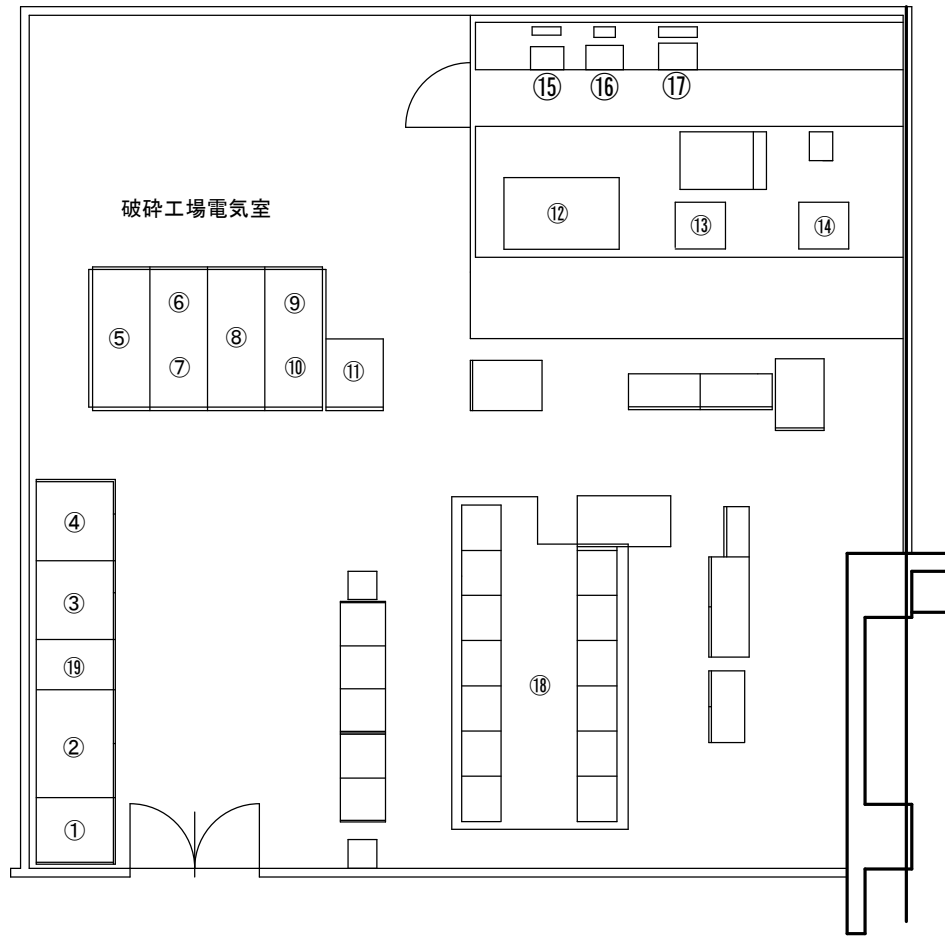 ⑮ ⑯ ⑰
破砕工場電気室
⑫ ⑬ ⑭
⑥ ⑨
⑤ ⑧
⑦ ⑩ ⑪
④
③
⑲
⑱
②
①